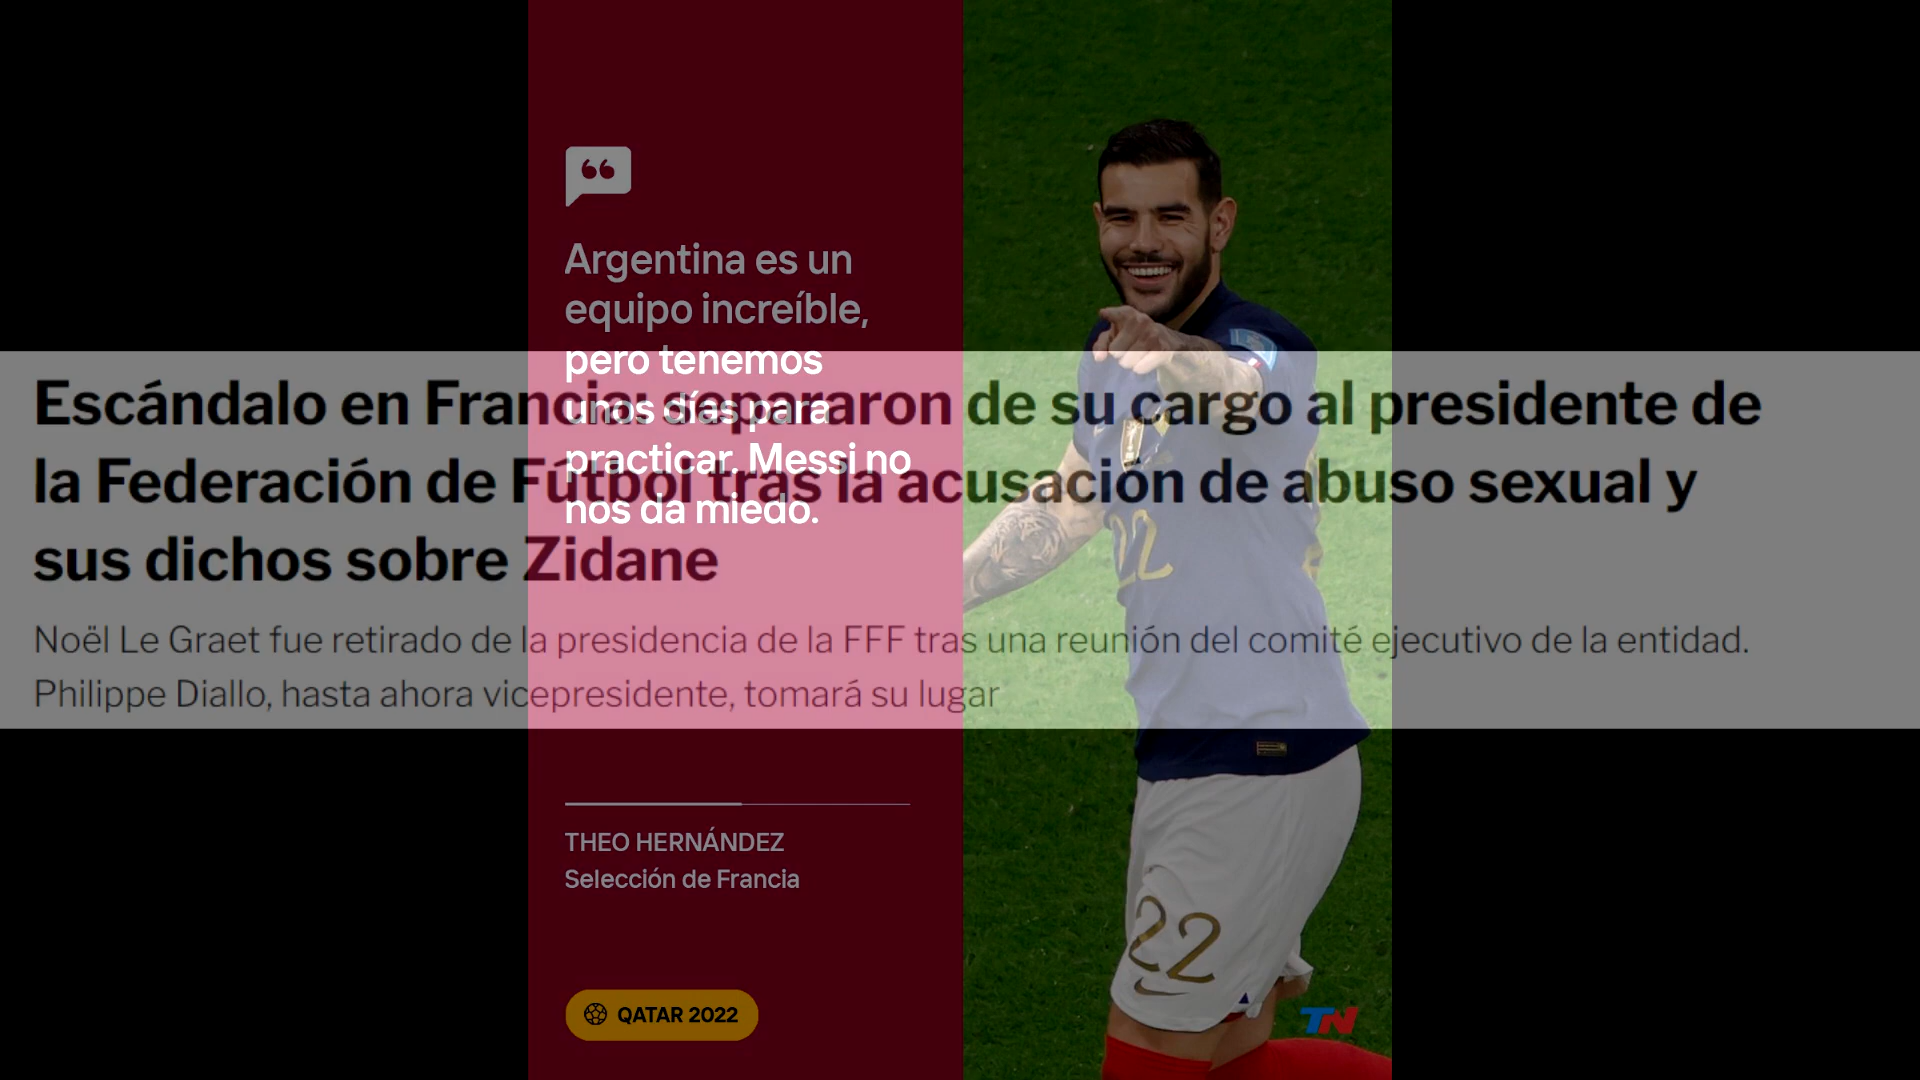 Argentina es un
equipo increíble,
pero tenemos
unos días para
practicar. Messi no
nos da miedo.
Escándalo en Francia: separaron de su cargo al presidente de
la Federación de Fútbol tras la acusación de abuso sexual y
sus dichos sobre Zidane
Noël Le Graet fue retirado de la presidencia de la FFF tras una reunión del comité ejecutivo de la entidad.
Philippe Diallo, hasta ahora vicepresidente, tomará su lugar
THEO HERNÁNDEZ
Selección de Francia
QATAR 2022
22
22
TN